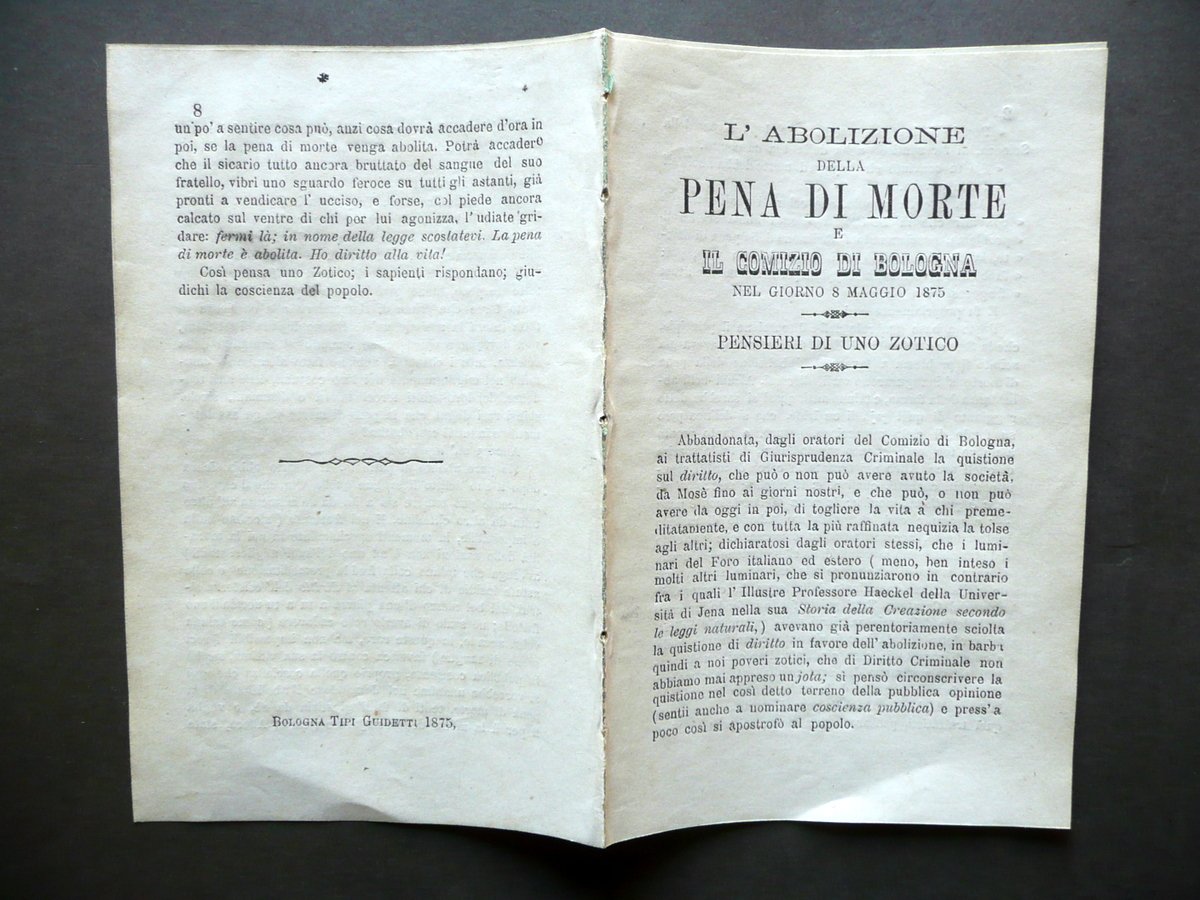 8
un po' a sentire cosa può, anzi cosa dovrà accadere d'ora in
poi, se la pena di morte venga abolita. Potrà accadere
che il sicario tutto ancora bruttato del sangue del suo
fratello, vibri uno sguardo feroce su tutti gli astanti, già
pronti a vendicare l' ucciso, e forse, col piede ancora
calcato sul ventre di chi per lui agonizza, l' udiate gri-
dare: fermi là; in nome della legge scostatevi. La pena
di morte è abolita. Ho diritto alla vita!
Così pensa uno Zotico; i sapienti rispondano; giu-
dichi la coscienza del popolo.
BOLOGNA TIPI GUIDETTI 1875,
L' ABOLIZIONE
DELLA
PENA DI MORTE
E
IL COMIZIO DI BOLOGNA
NEL GIORNO 8 MAGGIO 1875
PENSIERI DI UNO ZOTICO
Abbandonata, dagli oratori del Comizio di Bologna,
ai trattatisti di Giurisprudenza Criminale la quistione
sul diritto, che può o non può avere avuto la società,
da Mosè fino ai giorni nostri, e che può, o non può
avere da oggi in poi, di togliere la vita a chi preme-
ditatamente, e con tutta la più raffinata nequizia la tolse
agli altri; dichiaratosi dagli oratori stessi, che i lumi-
nari del Foro italiano ed estero ( meno, ben inteso i
molti altri luminari, che si pronunziarono in contrario
fra i quali l' Illustre Professore Haeckel della Univer-
sità di Jena nella sua Storia della Creazione secondo
le leggi naturali,) avevano già perentoriamente sciolta
la quistione di diritto in favore dell' abolizione, in barba
quindi a noi poveri zotici, che di Diritto Criminale non
abbiamo mai appreso un jota; si pensò circonscrivere la
quistione nel così detto terreno della pubblica opinione
(sentii anche a nominare coscienza pubblica) e press' a
poco così si apostrofò al popolo.